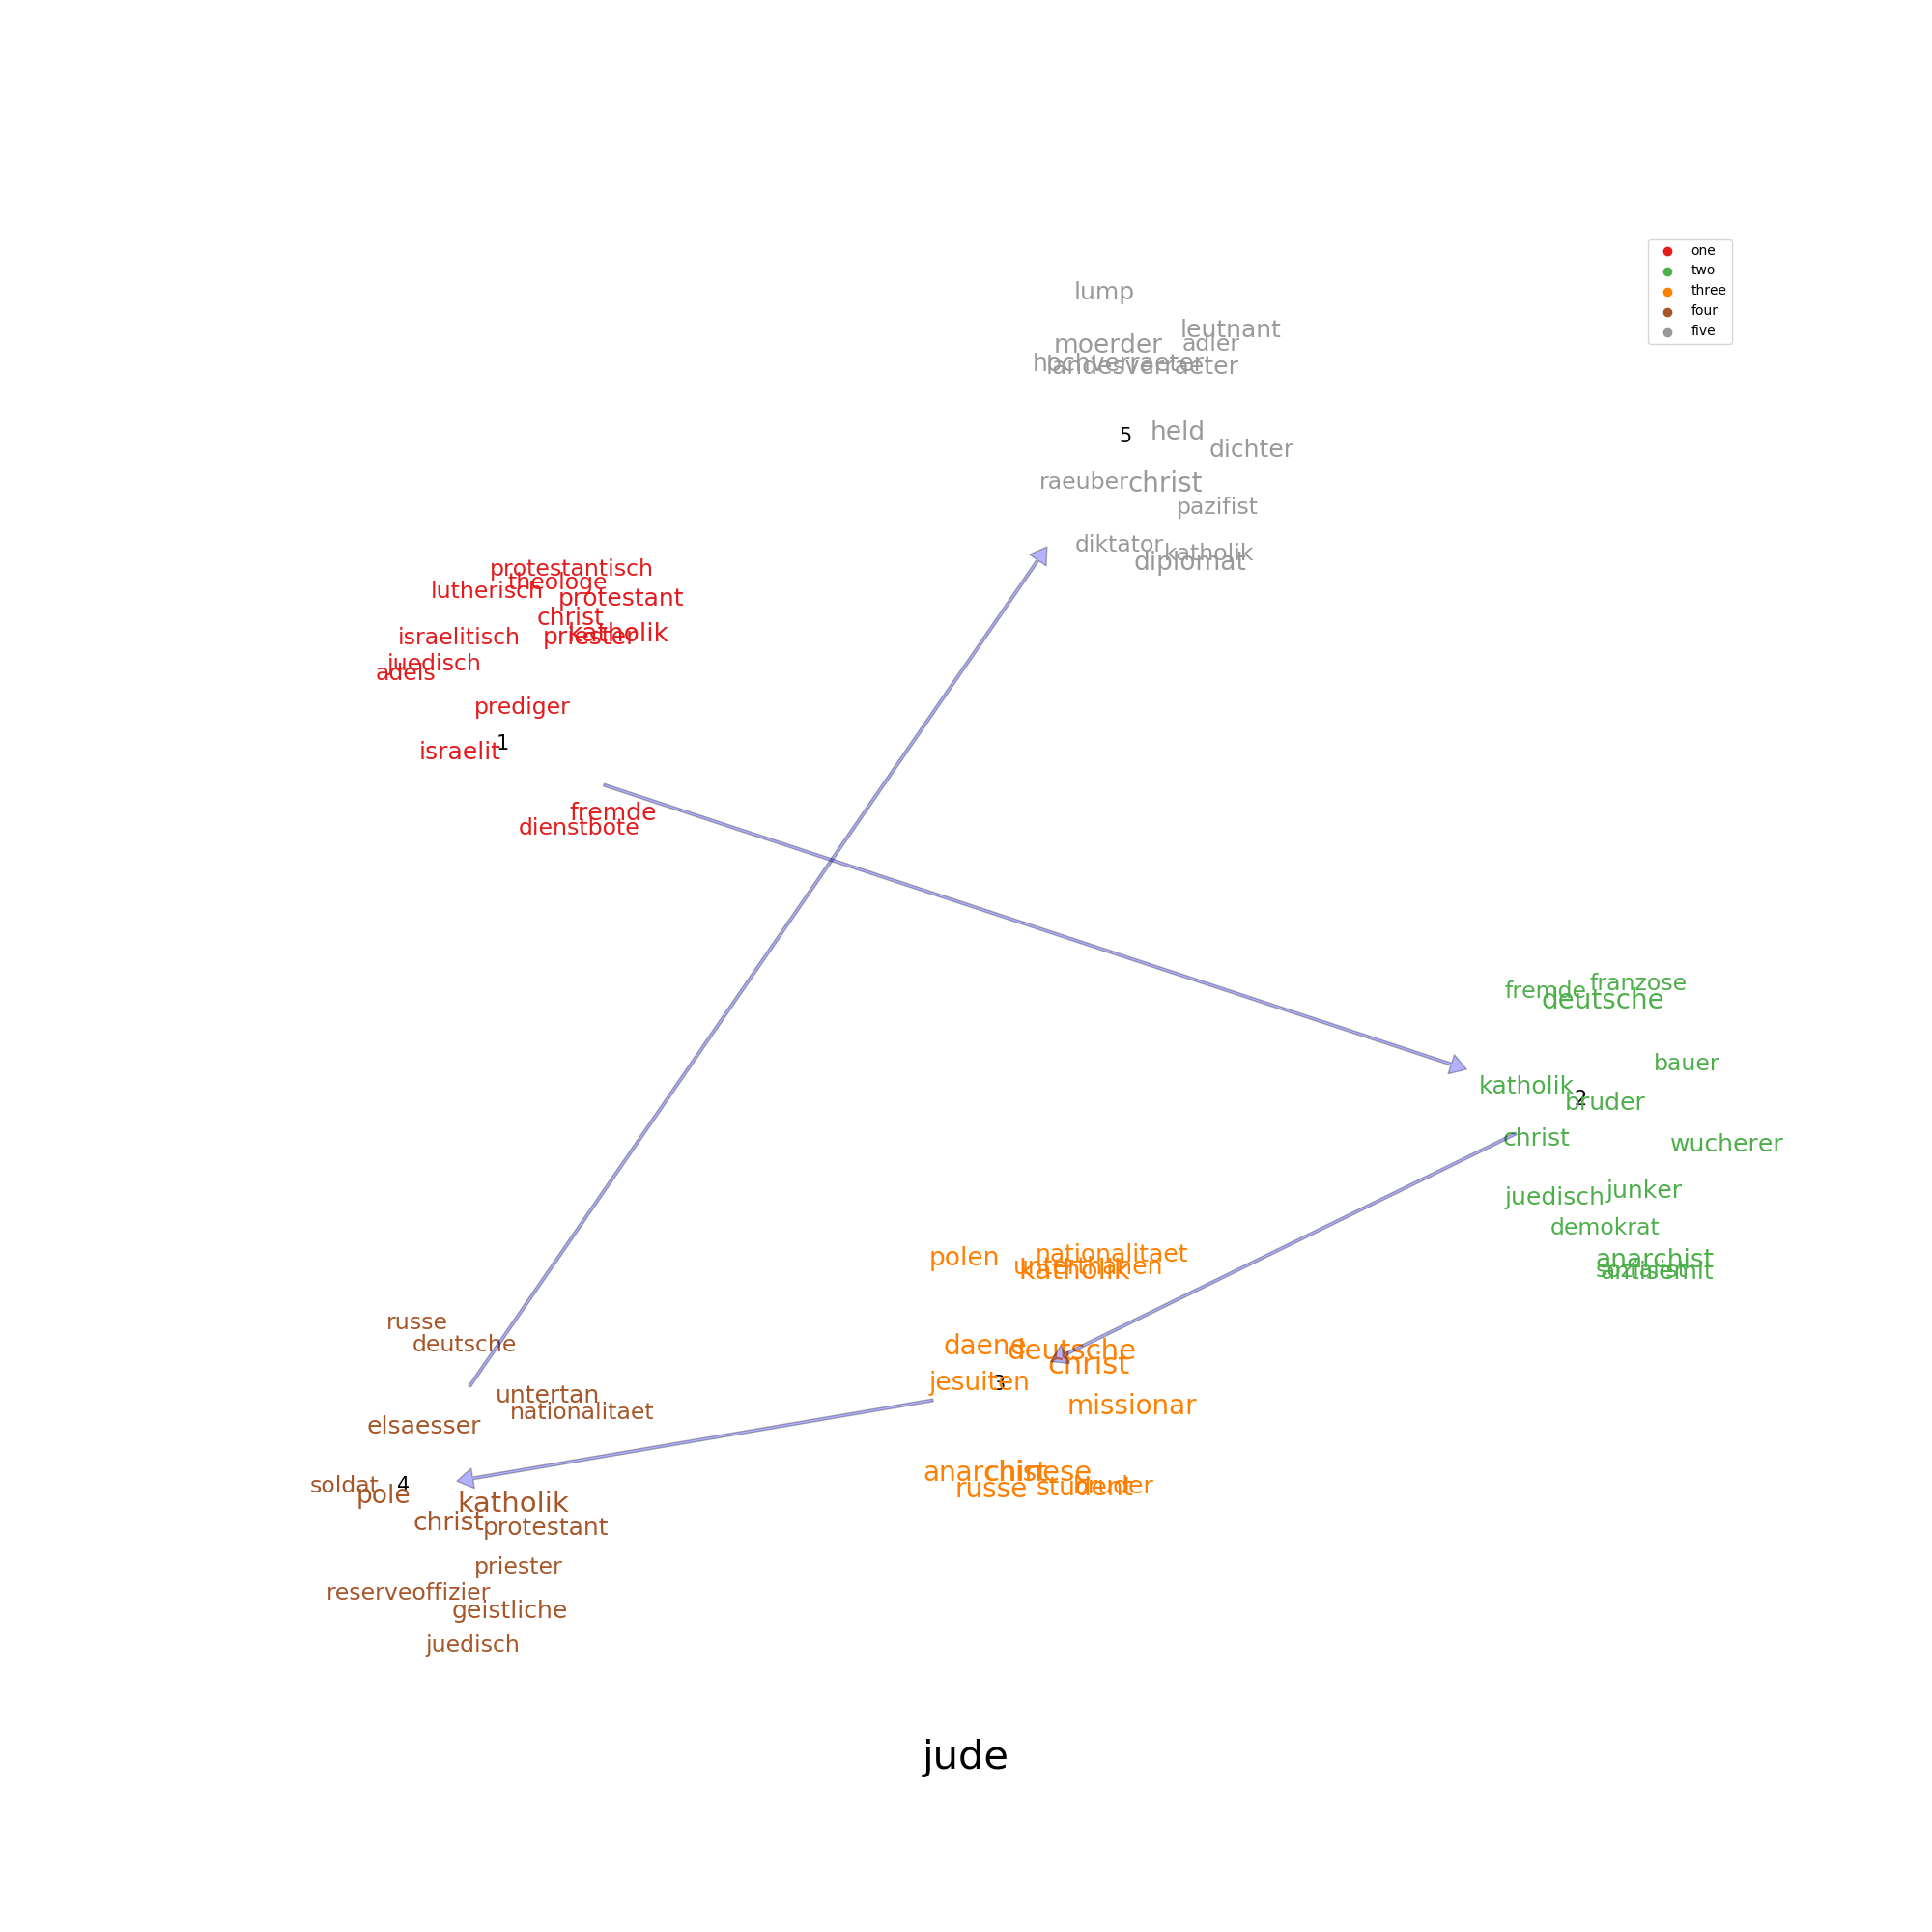 lump
one
two
three
four
five
leutnant
moerder
adler
hochverraeter
landesverraeter
5
held
dichter
raeuber
christ
pazifist
diktator
katholik
diplomat
protestantisch
theologe
lutherisch
protestant
christ
katholik
israelitisch
priester
juedisch
adels
prediger
1
israelit
fremde
dienstbote
franzose
fremde
deutsche
bauer
katholik
2
bruder
christ
wucherer
junker
juedisch
demokrat
anarchist
sozialist
antisemit
nationalitaet
polen
unterthanen
katholik
daene
deutsche
christ
jesuiten
3
missionar
anarchist
chinese
russe
student
bruder
russe
deutsche
untertan
nationalitaet
elsaesser
soldat
4
pole
katholik
christ
protestant
priester
reserveoffizier
geistliche
juedisch
jude